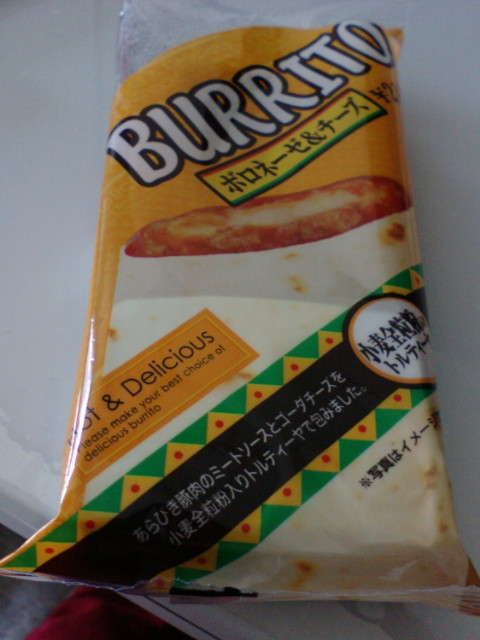 BURRITO
ボロネーゼ&チーズ
小麦全粒粉
トルティー
Hot & Delicious
Please make your best choice of
delicious burrito
あらびき豚肉のミートソースとゴーダチーズを
小麦全粒粉入りトルティーヤで包みました。
※写真はイメージ